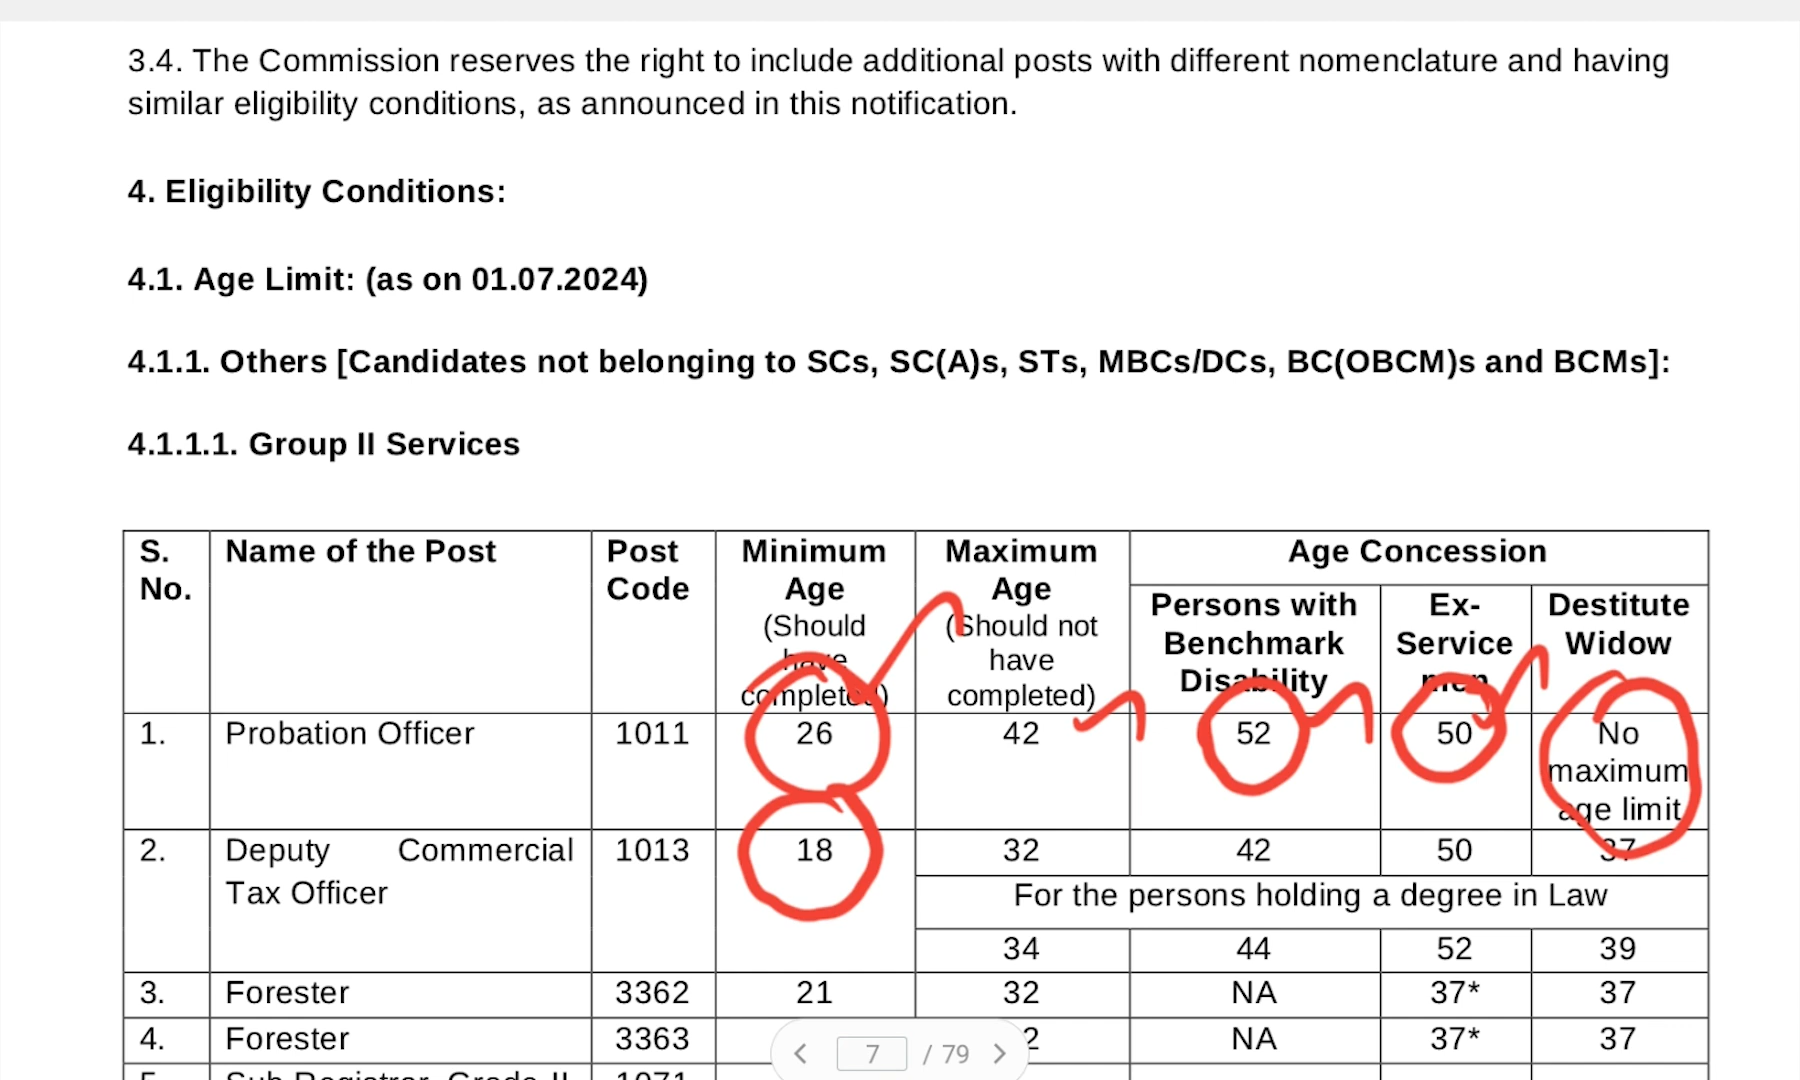 3.4. The Commission reserves the right to include additional posts with different nomenclature and having
similar eligibility conditions, as announced in this notification.
4. Eligibility Conditions:
4.1. Age Limit: (as on 01.07.2024)
4.1.1. Others [Candidates not belonging to SCs, SC(A)s, STs, MBCs/DCs, BC(OBCM)s and BCMs]:
4.1.1.1. Group II Services
S. No. Name of the Post Post Code Minimum Age (Should have completed) Maximum Age (Should not have completed) Age Concession
Persons with Benchmark Disability Ex-Service men Destitute Widow
1. Probation Officer 1011 26 42 52 50 No maximum age limit
2. Deputy Commercial Tax Officer 1013 18 32 42 50 37
For the persons holding a degree in Law
34 44 52 39
3. Forester 3362 21 32 NA 37* 37
4. Forester 3363 2 NA 37* 37
7 / 79